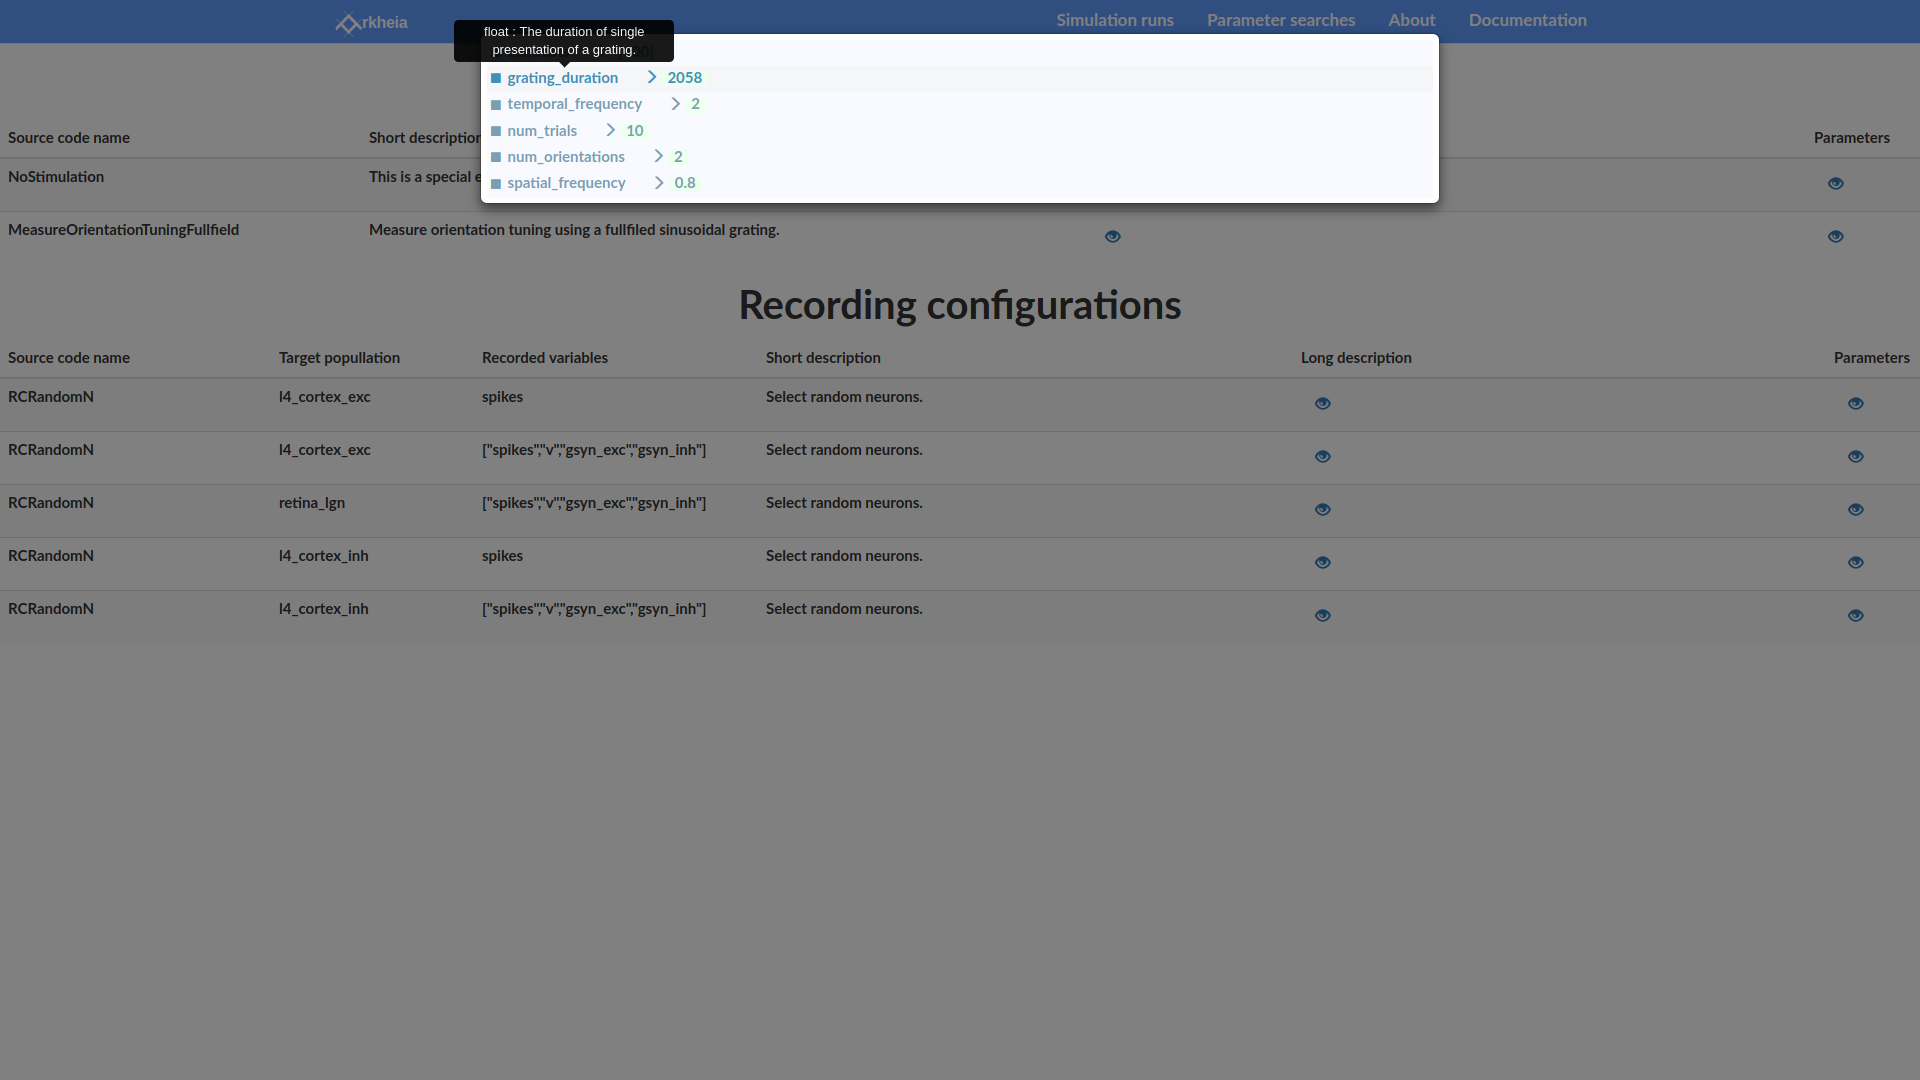 rkheia
Simulation runs
Parameter searches
About
Documentation
float : The duration of single
presentation of a grating.
grating_duration 2058
temporal_frequency 2
num_trials 10
num_orientations 2
spatial_frequency 0.8
Source code name Short description Parameters
NoStimulation This is a special e
MeasureOrientationTuningFullfield Measure orientation tuning using a fullfiled sinusoidal grating.
Recording configurations
Source code name Target popullation Recorded variables Short description Long description Parameters
RCRandomN l4_cortex_exc spikes Select random neurons.
RCRandomN l4_cortex_exc ["spikes","v","gsyn_exc","gsyn_inh"] Select random neurons.
RCRandomN retina_lgn ["spikes","v","gsyn_exc","gsyn_inh"] Select random neurons.
RCRandomN l4_cortex_inh spikes Select random neurons.
RCRandomN l4_cortex_inh ["spikes","v","gsyn_exc","gsyn_inh"] Select random neurons.